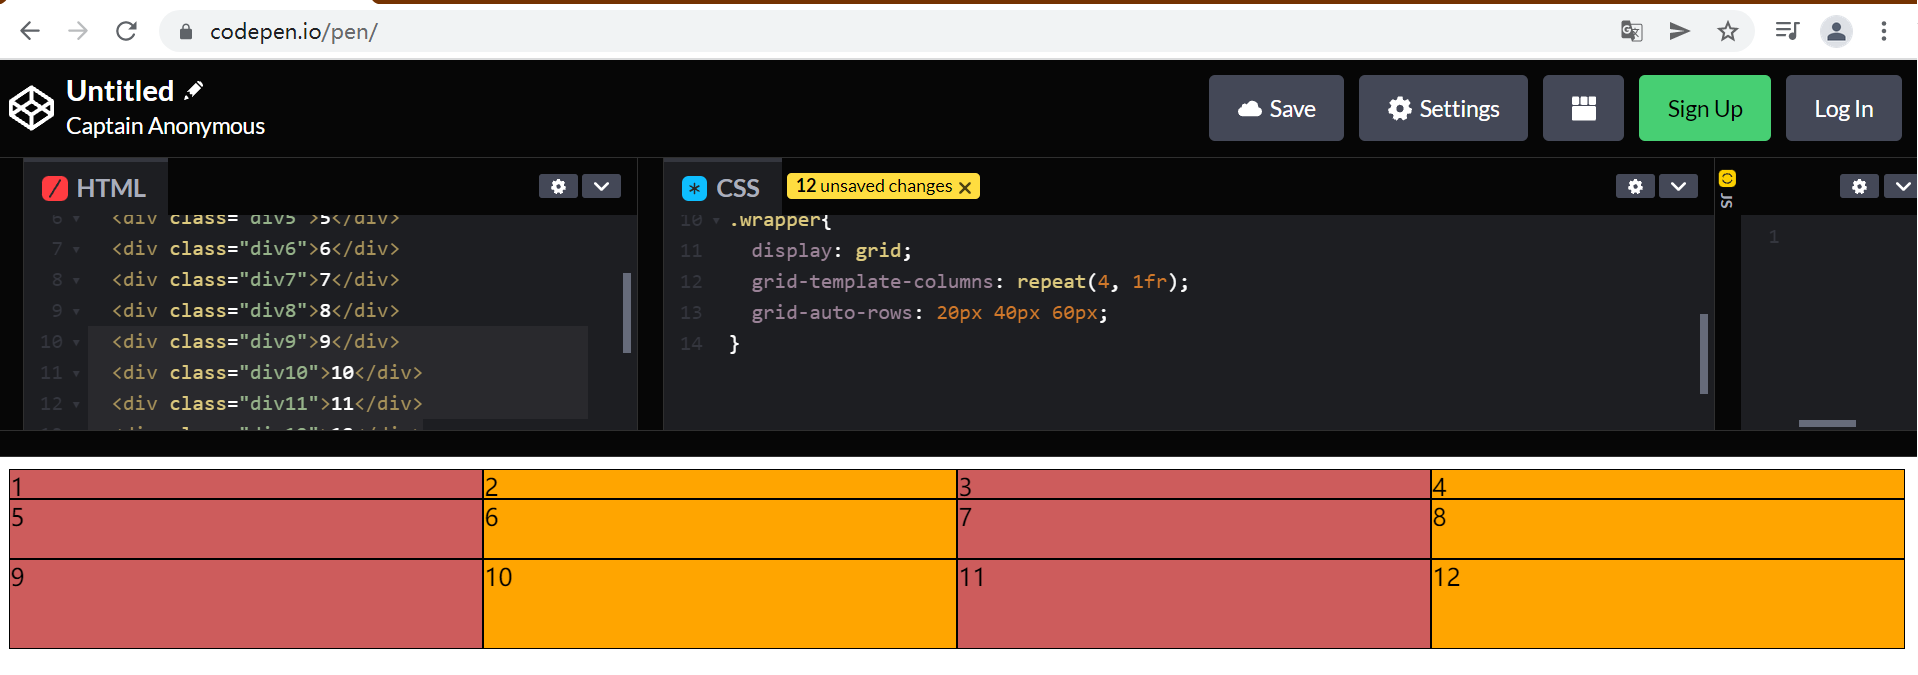 codepen.io/pen/
Untitled
Captain Anonymous
Save
Settings
Sign Up
Log In
HTML
CSS
12 unsaved changes
JS
6 <div class="div5">5</div>
7 <div class="div6">6</div>
8 <div class="div7">7</div>
9 <div class="div8">8</div>
10 <div class="div9">9</div>
11 <div class="div10">10</div>
12 <div class="div11">11</div>
10 .wrapper{
11 display: grid;
12 grid-template-columns: repeat(4, 1fr);
13 grid-auto-rows: 20px 40px 60px;
14 }
1
1 2 3 4
5 6 7 8
9 10 11 12